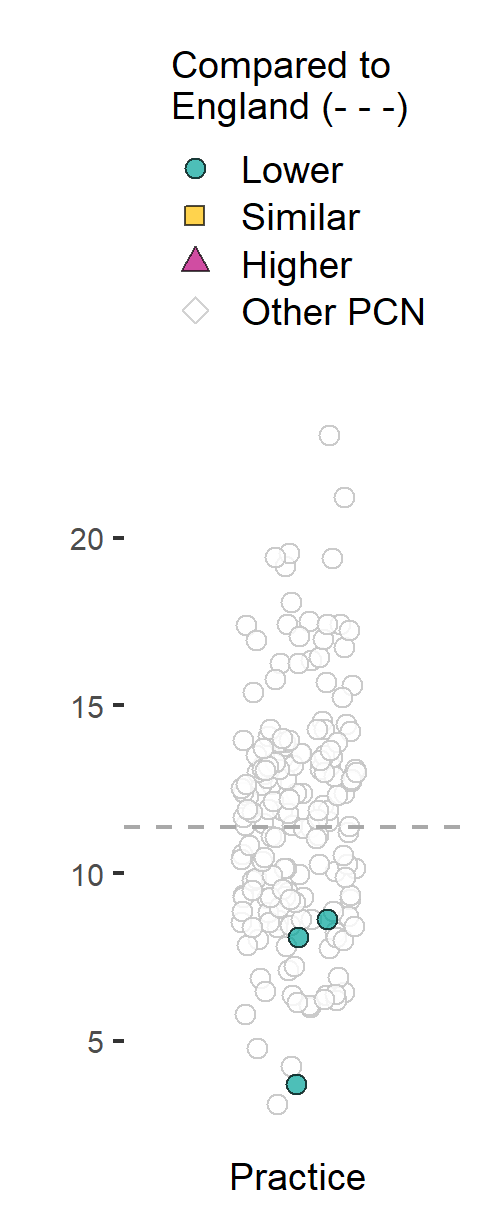 Compared to
England (- - -)
Lower
Similar
Higher
Other PCN
20
15
10
5
Practice